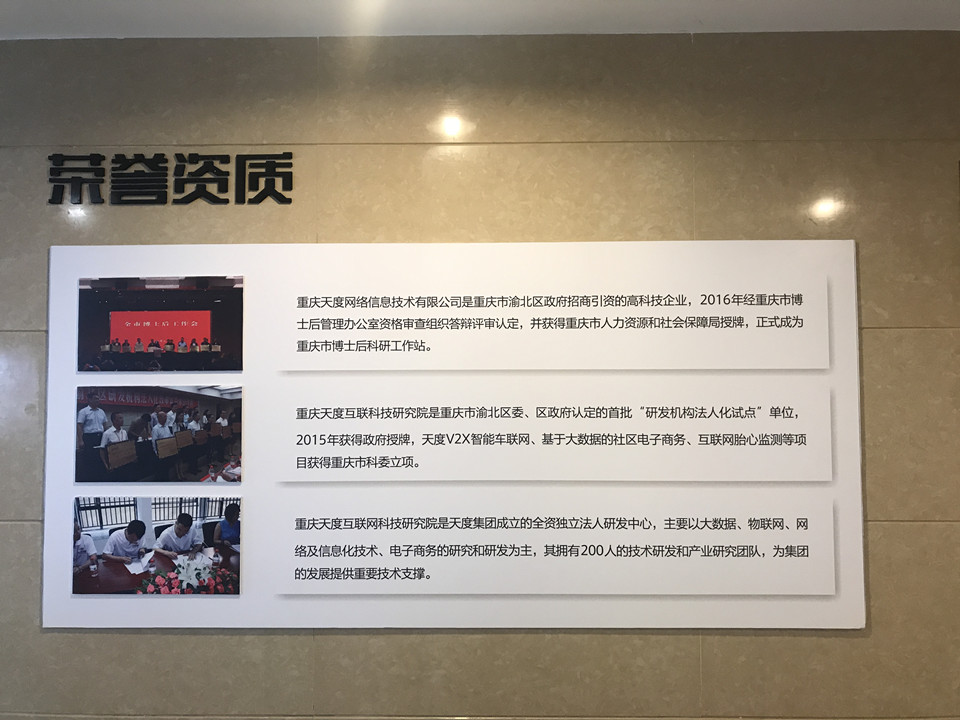 荣誉资质
全市博士后工作会
重庆天度网络信息技术有限公司是重庆市渝北区政府招商引资的高科技企业，2016年经重庆市博
士后管理办公室资格审查组织答辩评审认定，并获得重庆市人力资源和社会保障局授牌，正式成为
重庆市博士后科研工作站。
重庆天度互联科技研究院是重庆市渝北区委、区政府认定的首批“研发机构法人化试点”单位，
2015年获得政府授牌，天度V2X智能车联网、基于大数据的社区电子商务、互联网胎心监测等项
目获得重庆市科委立项。
重庆天度互联网科技研究院是天度集团成立的全资独立法人研发中心，主要以大数据、物联网、网
络及信息化技术、电子商务的研究和研发为主，其拥有200人的技术研发和产业研究团队，为集团
的发展提供重要技术支撑。